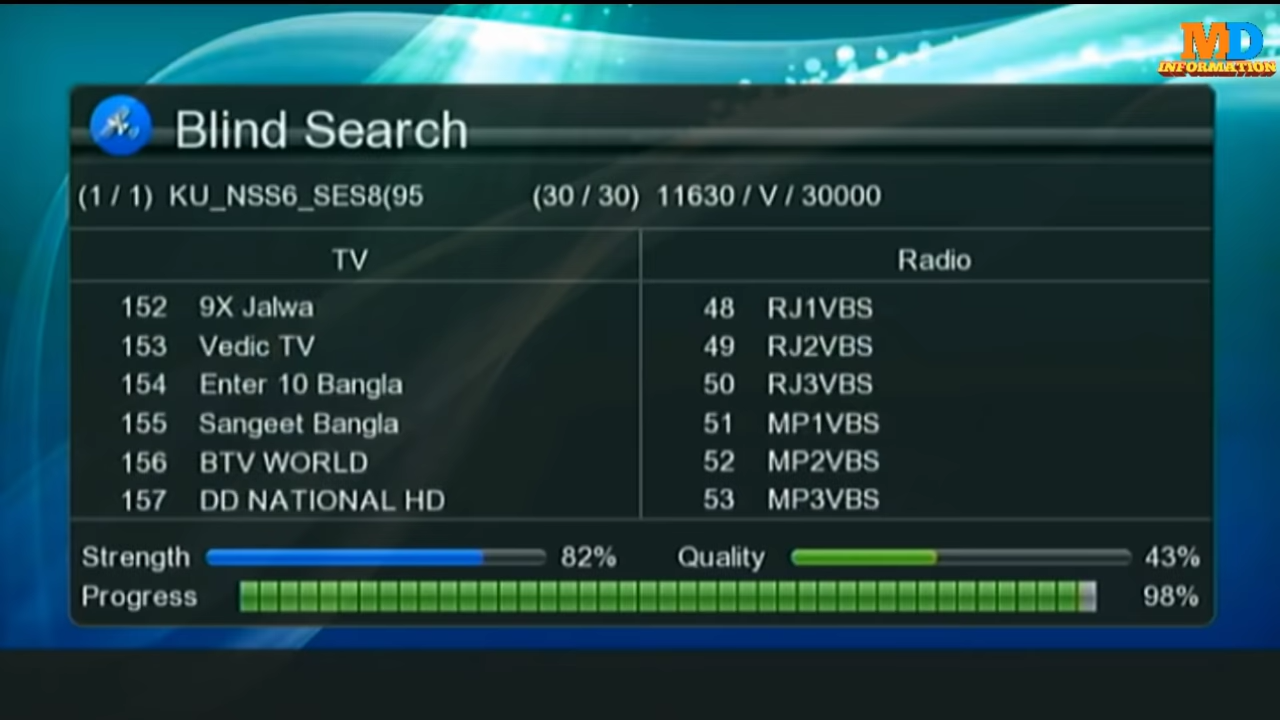 MD
INFORMATION
Blind Search
(1 / 1) KU_NSS6_SES8(95 (30 / 30) 11630 / V / 30000
TV Radio
152 9X Jalwa 48 RJ1VBS
153 Vedic TV 49 RJ2VBS
154 Enter 10 Bangla 50 RJ3VBS
155 Sangeet Bangla 51 MP1VBS
156 BTV WORLD 52 MP2VBS
157 DD NATIONAL HD 53 MP3VBS
Strength 82% Quality 43%
Progress 98%